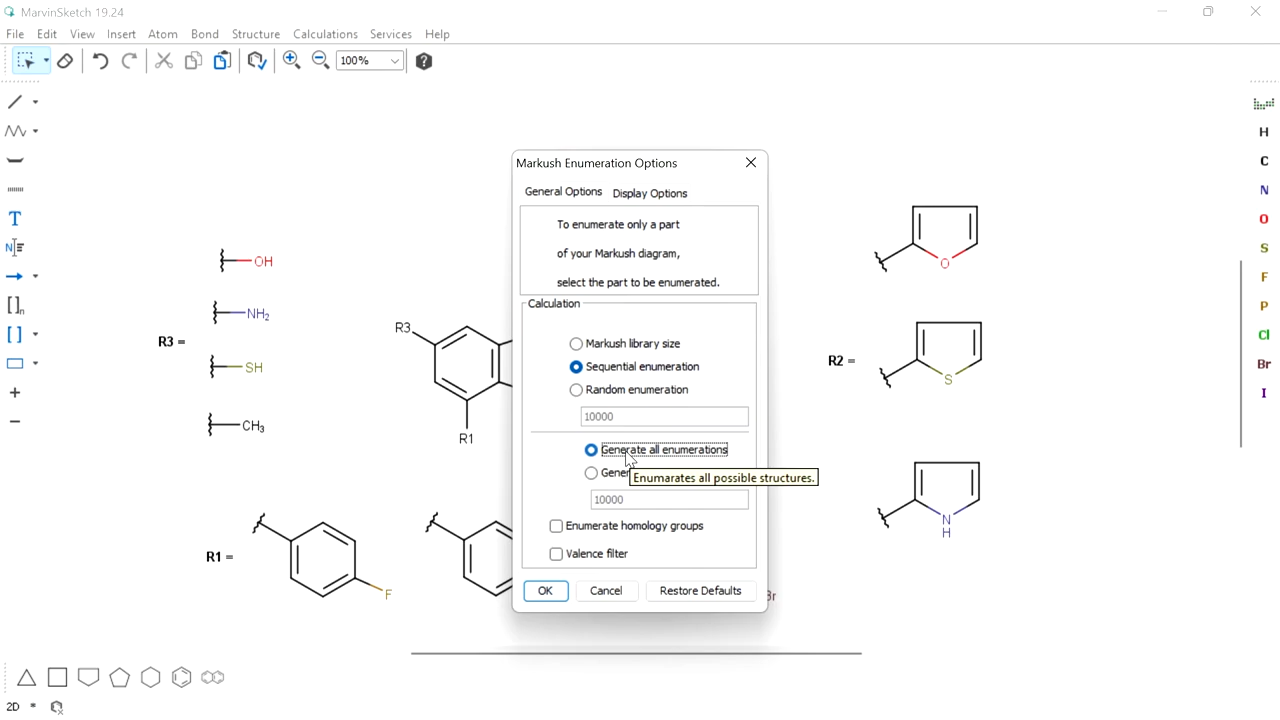 MarvinSketch 19.24
File Edit View Insert Atom Bond Structure Calculations Services Help
100%
Markush Enumeration Options
General Options Display Options
To enumerate only a part
of your Markush diagram,
select the part to be enumerated.
Calculation
Markush library size
Sequential enumeration
Random enumeration
10000
Generate all enumerations
Gener
Enumarates all possible structures.
10000
Enumerate homology groups
Valence filter
OK Cancel Restore Defaults
R3 =
OH
NH2
SH
CH3
R3
R1
R1 =
F
Br
R2 =
O
S
N
H
T
N
[ ]n
[ ]
H
C
N
O
S
F
P
Cl
Br
I
2D *